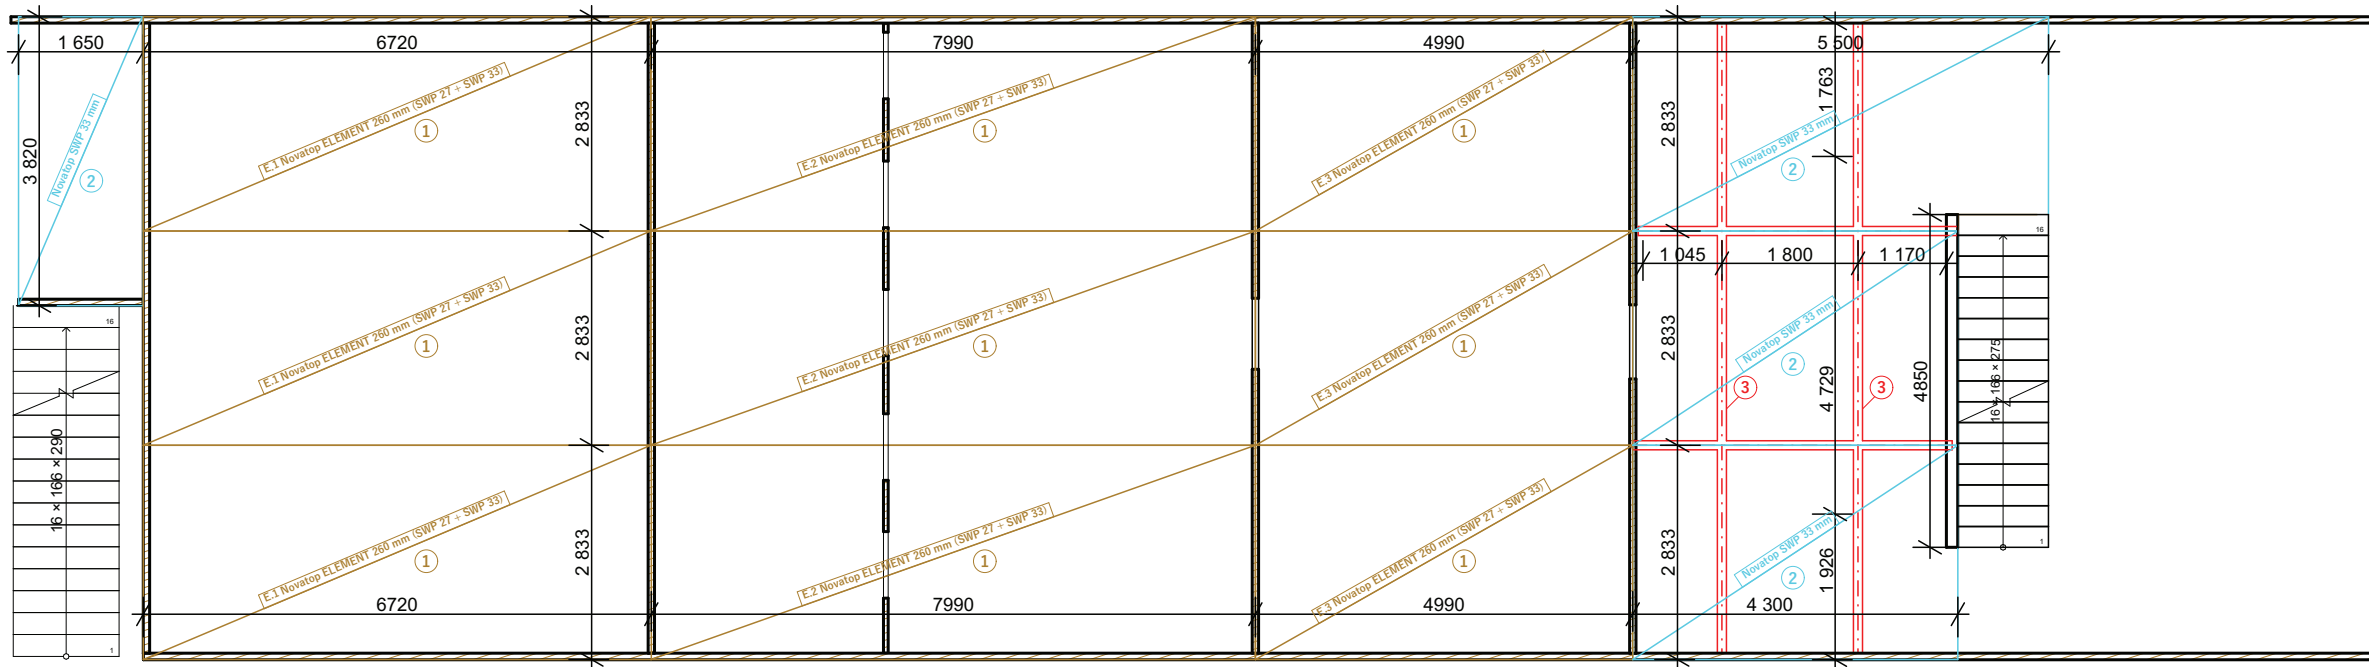 1 650
6720
7990
4990
5 500
3 820
Novatop SWP 33 mm
2
E.1 Novatop ELEMENT 260 mm (SWP 27 + SWP 33)
1
2 833
E.2 Novatop ELEMENT 260 mm (SWP 27 + SWP 33)
1
E.3 Novatop ELEMENT 260 mm (SWP 27 + SWP 33)
1
2 833
1 763
Novatop SWP 33 mm
2
16
1 045
1 800
1 170
16
E.1 Novatop ELEMENT 260 mm (SWP 27 + SWP 33)
1
2 833
E.2 Novatop ELEMENT 260 mm (SWP 27 + SWP 33)
1
E.3 Novatop ELEMENT 260 mm (SWP 27 + SWP 33)
1
2 833
Novatop SWP 33 mm
2
3
4 729
3
4850
16 × 166 × 275
16 × 166 × 290
E.1 Novatop ELEMENT 260 mm (SWP 27 + SWP 33)
1
2 833
E.2 Novatop ELEMENT 260 mm (SWP 27 + SWP 33)
1
E.3 Novatop ELEMENT 260 mm (SWP 27 + SWP 33)
1
2 833
Novatop SWP 33 mm
2
1 926
1
6720
7990
4990
4 300
1